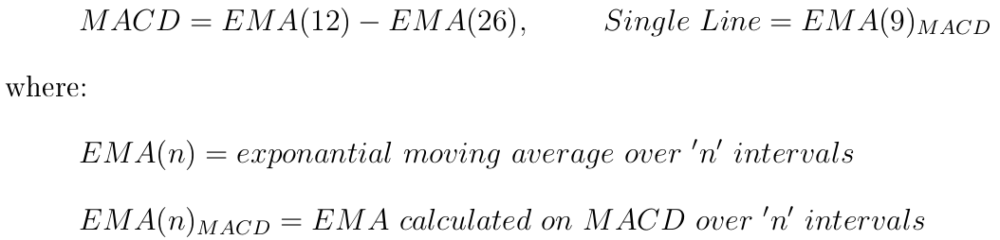 MACD = EMA(12) − EMA(26), Single Line = EMA(9)_{MACD}
where:
EMA(n) = exponantial moving average over ′n′ intervals
EMA(n)_{MACD} = EMA calculated on MACD over ′n′ intervals